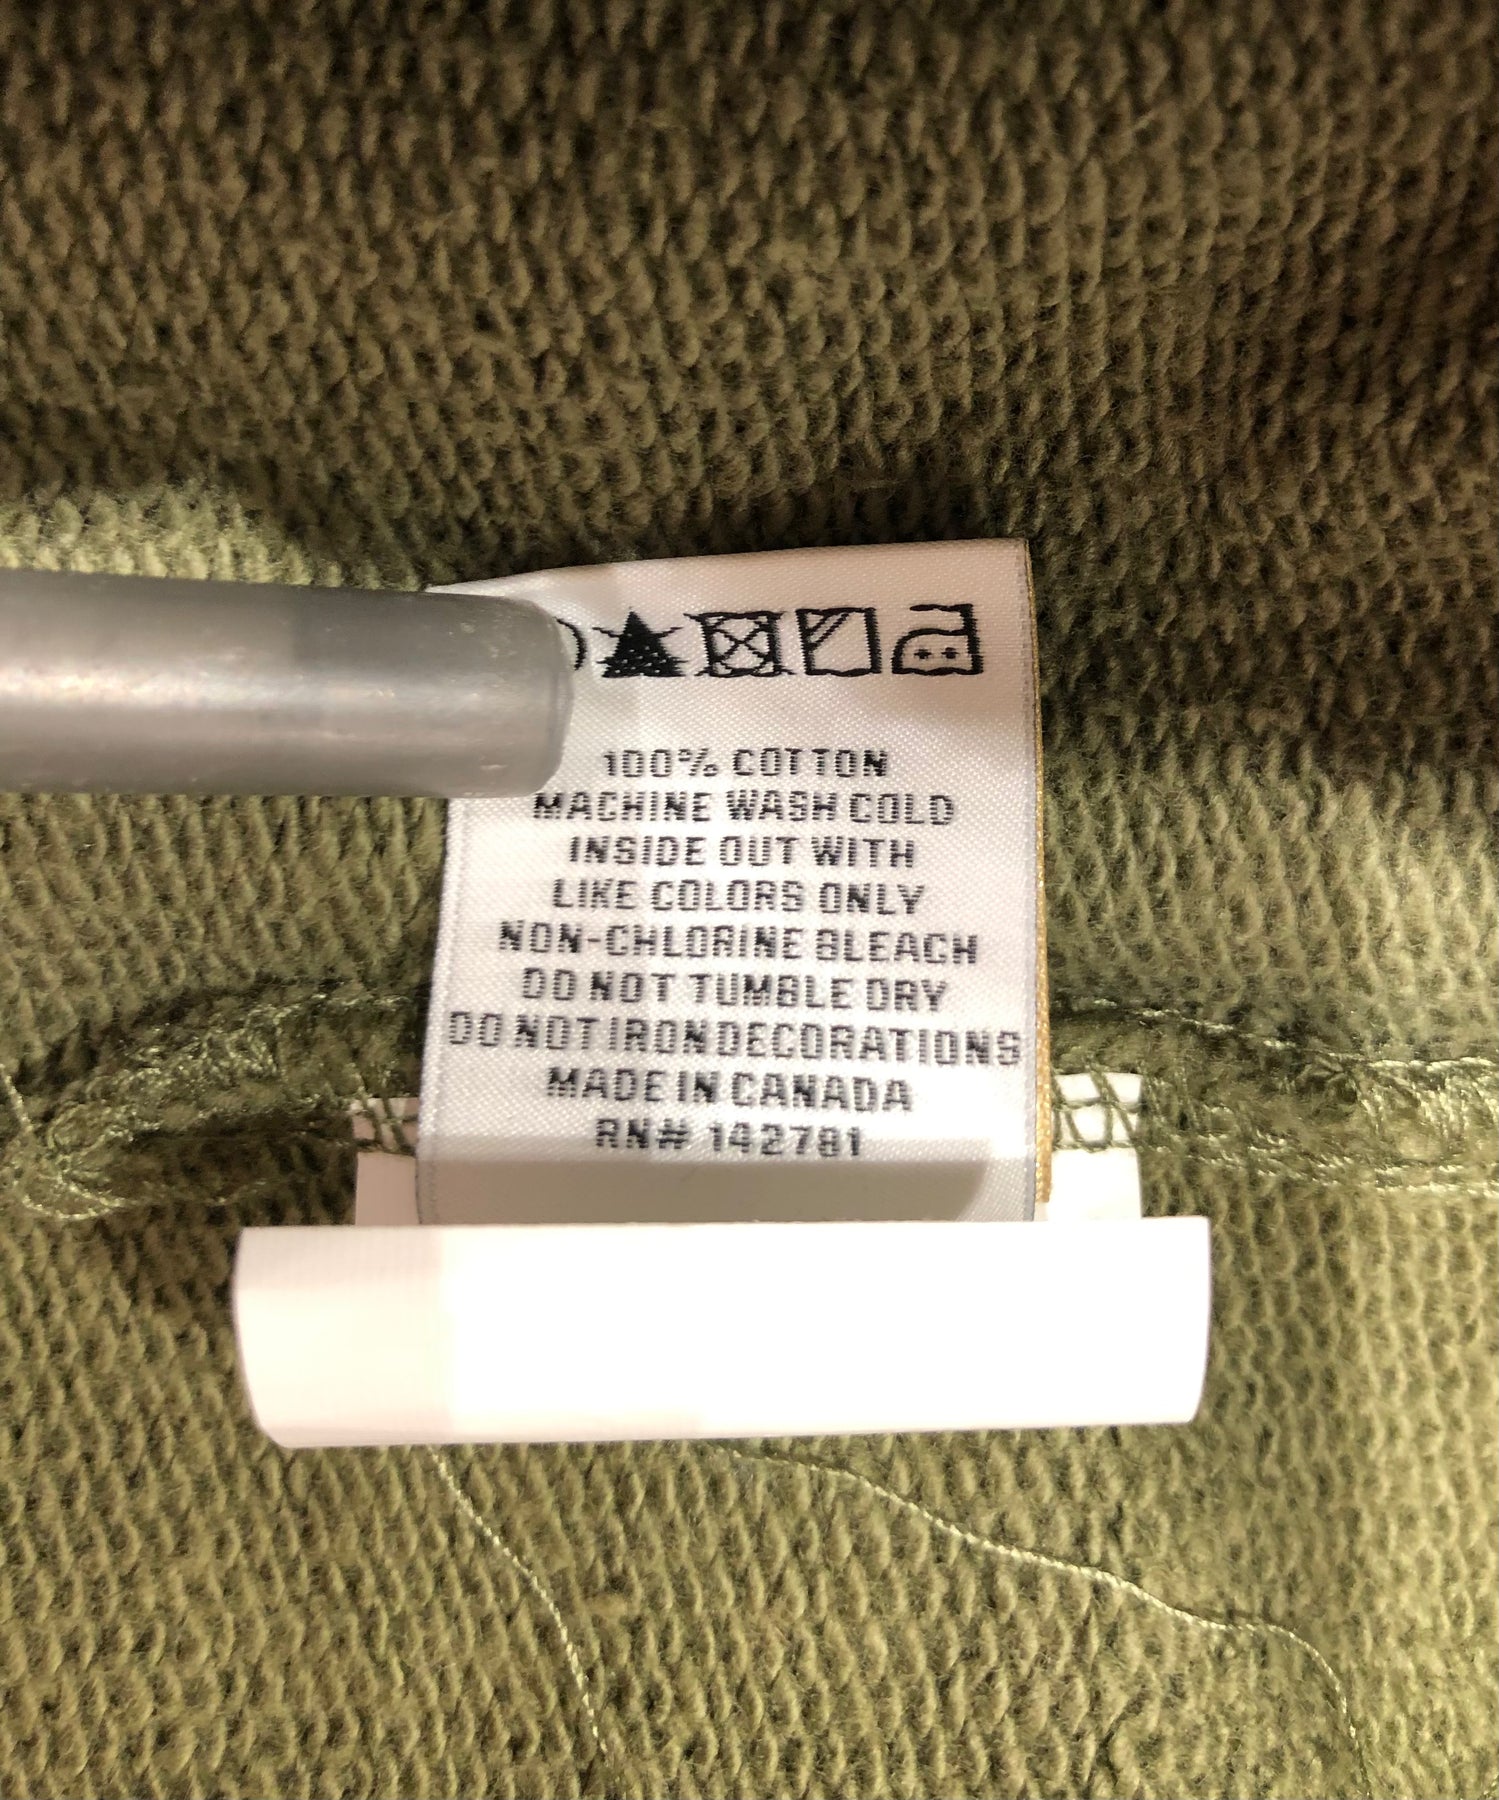 100% COTTON
MACHINE WASH COLD
INSIDE OUT WITH
LIKE COLORS ONLY
NON-CHLORINE BLEACH
DO NOT TUMBLE DRY
DO NOT IRON DECORATIONS
MADE IN CANADA
RN# 142781